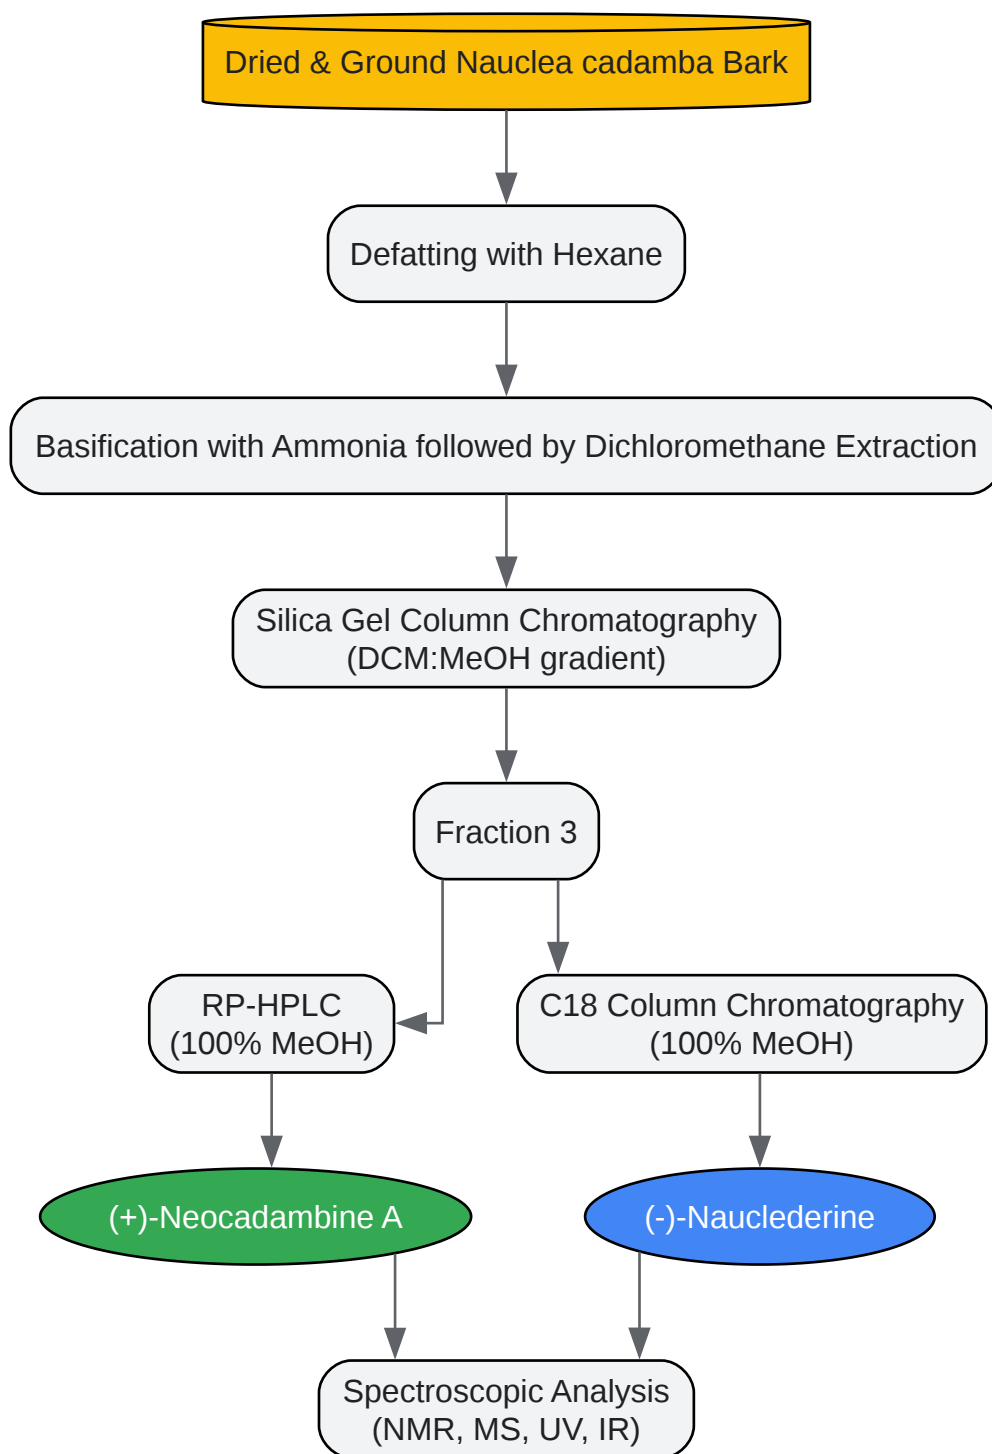 Dried & Ground Nauclea cadamba Bark
Defatting with Hexane
Basification with Ammonia followed by Dichloromethane Extraction
Silica Gel Column Chromatography
(DCM:MeOH gradient)
Fraction 3
RP-HPLC
(100% MeOH)
C18 Column Chromatography
(100% MeOH)
(+)-Neocadambine A
(-)-Nauclederine
Spectroscopic Analysis
(NMR, MS, UV, IR)